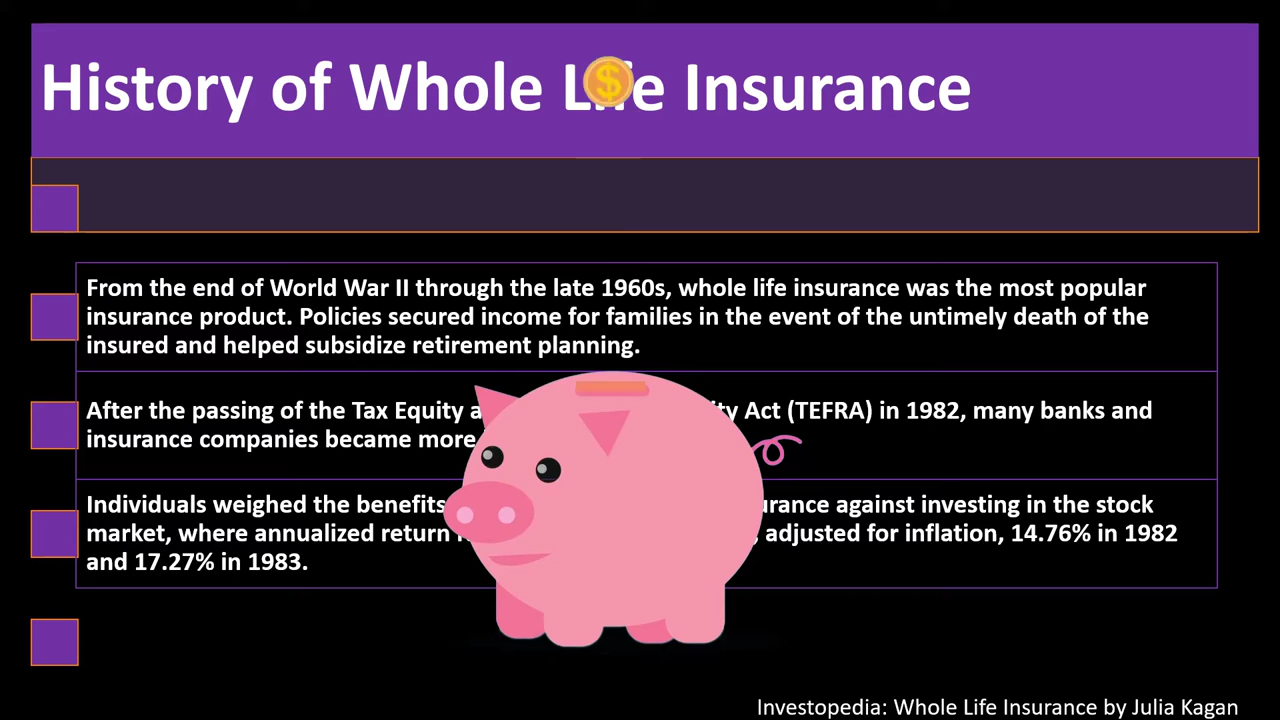 History of Whole Life Insurance
$
From the end of World War II through the late 1960s, whole life insurance was the most popular
insurance product. Policies secured income for families in the event of the untimely death of the
insured and helped subsidize retirement planning.
After the passing of the Tax Equity a ty Act (TEFRA) in 1982, many banks and
insurance companies became more
Individuals weighed the benefits urance against investing in the stock
market, where annualized return adjusted for inflation, 14.76% in 1982
and 17.27% in 1983.
Investopedia: Whole Life Insurance by Julia Kagan